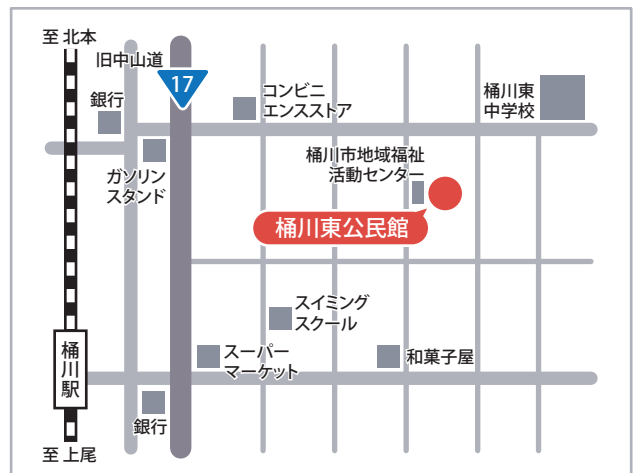 至 北本
旧中山道
17
銀行
コンビニ
エンスストア
桶川東
中学校
ガソリン
スタンド
桶川市地域福祉
活動センター
桶川東公民館
スイミング
スクール
桶川駅
スーパー
マーケット
和菓子屋
銀行
至 上尾